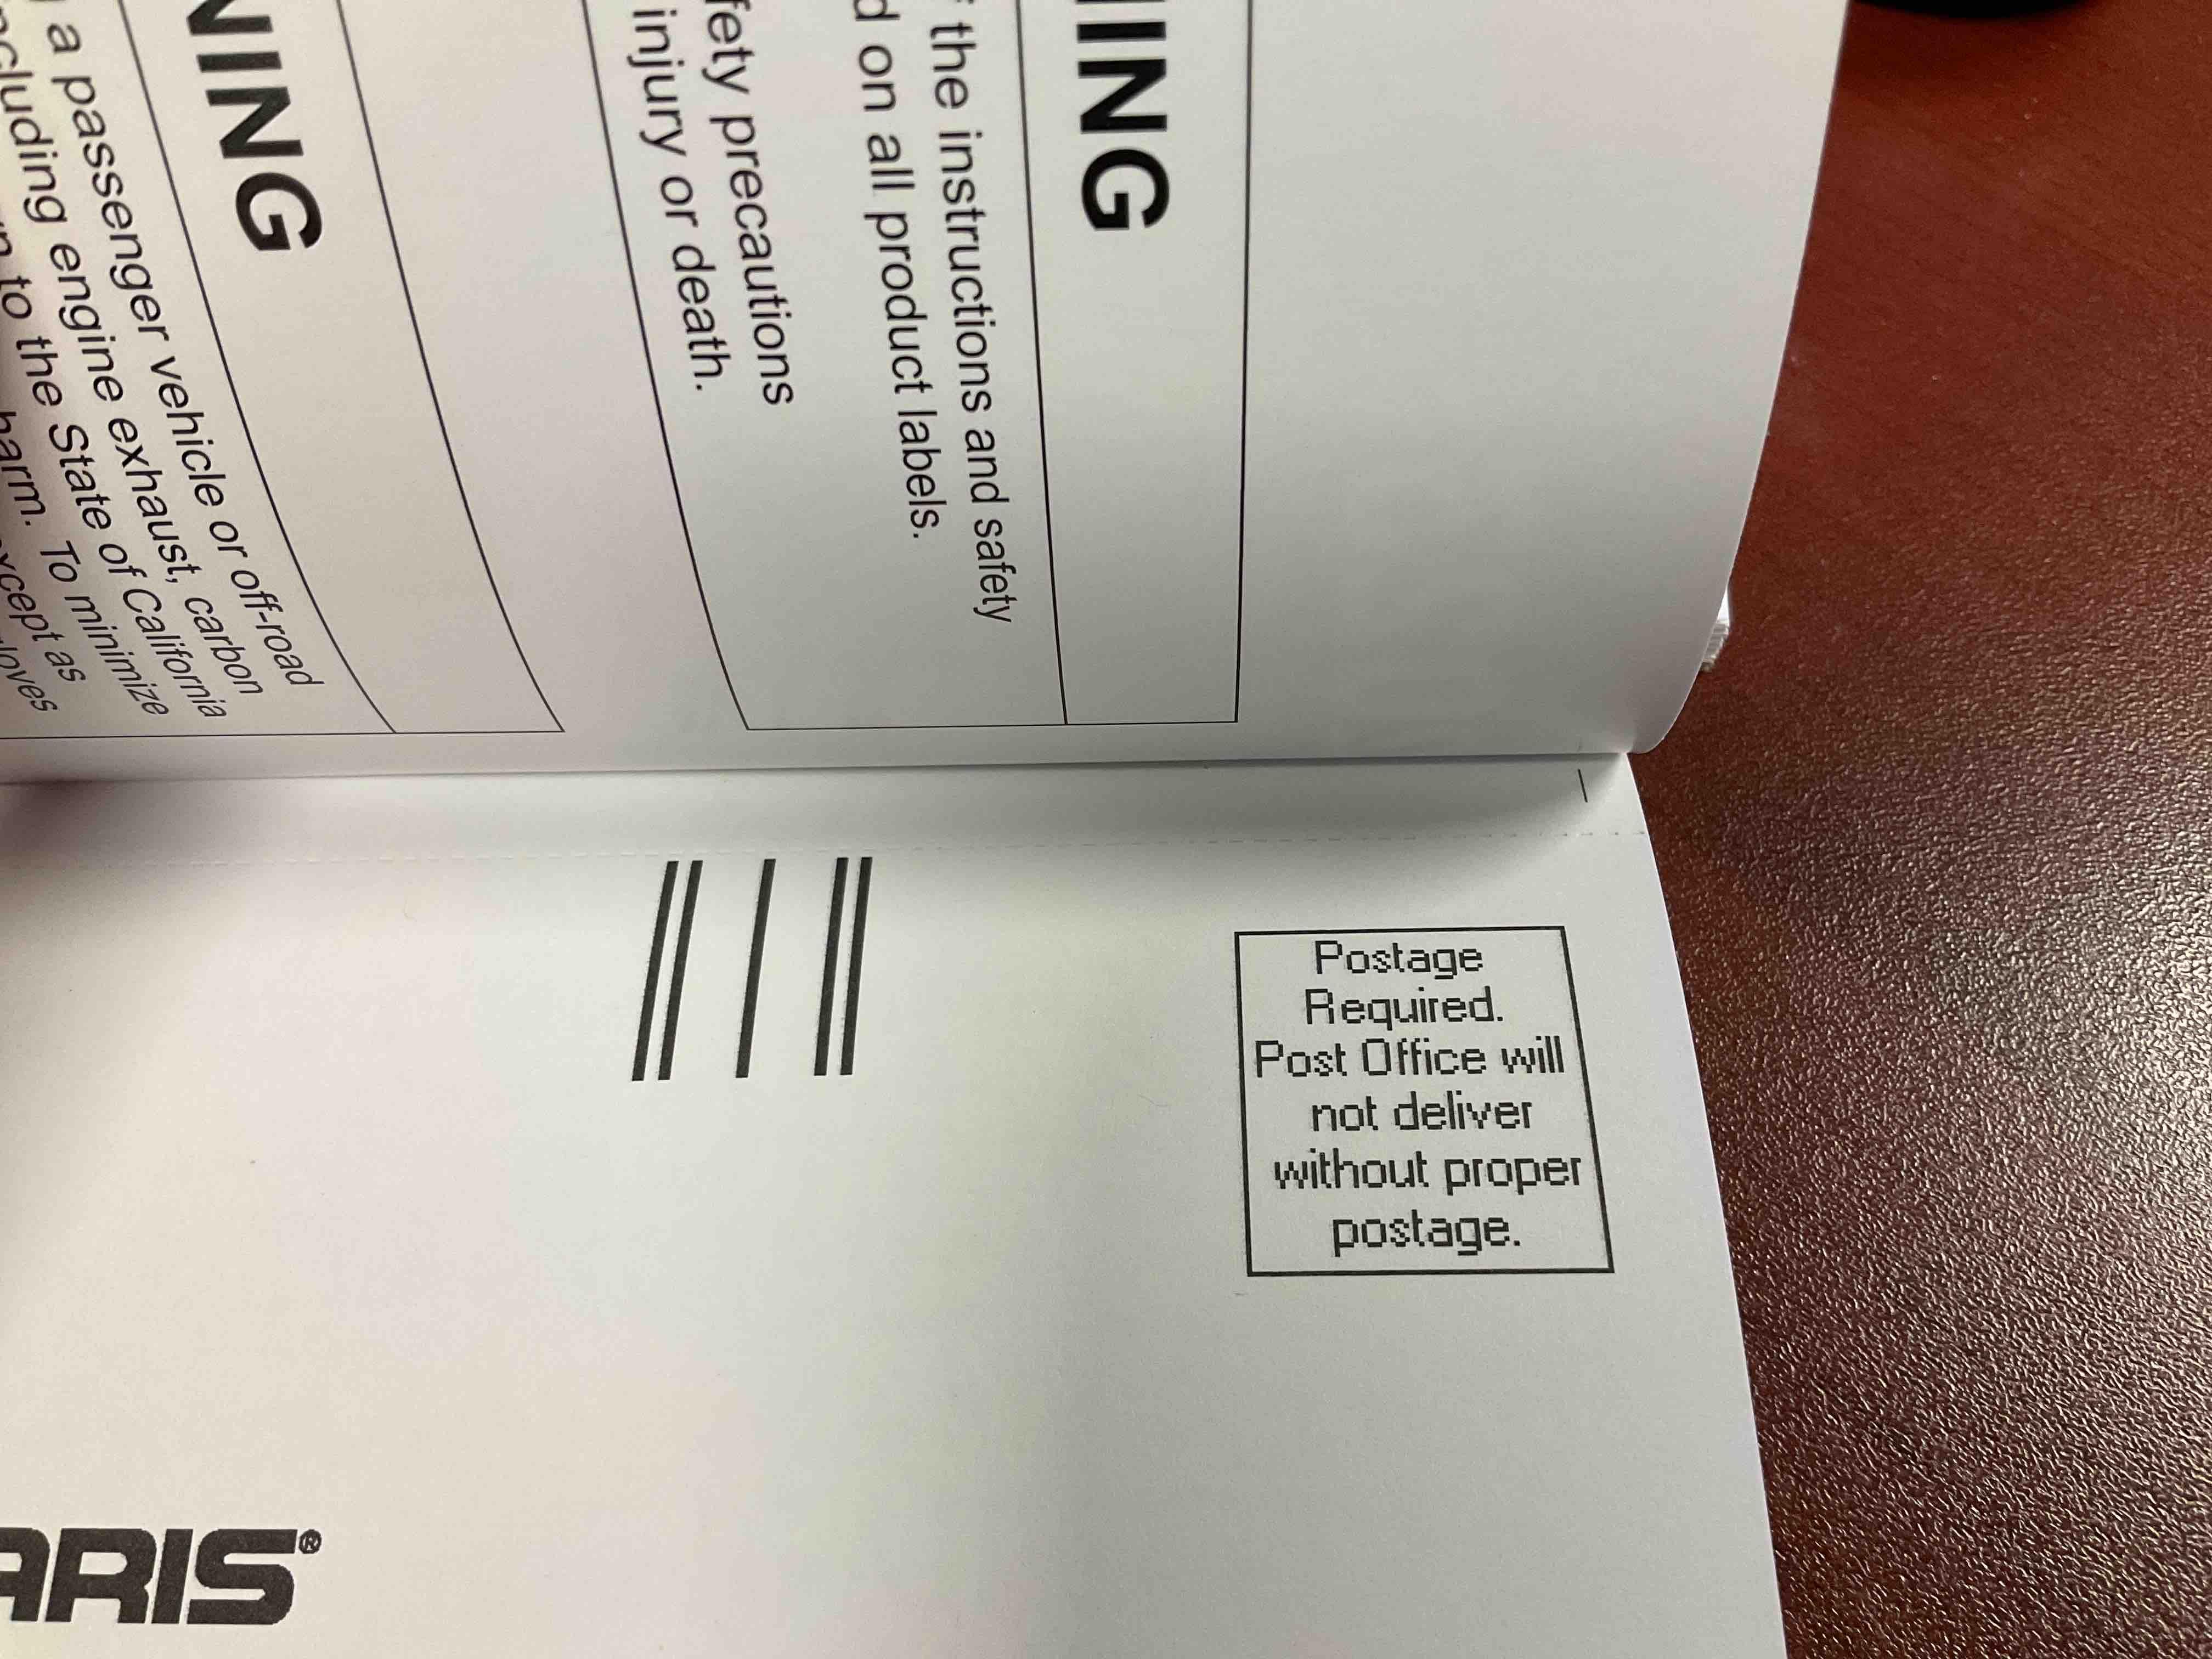 NING
f the instructions and safety
d on all product labels.
fety precautions
injury or death.
NING
a passenger vehicle or off-road
ncluding engine exhaust, carbon
n to the State of California
harm. To minimize
xcept as
loves
Postage
Required.
Post Office will
not deliver
without proper
postage.
ARIS®